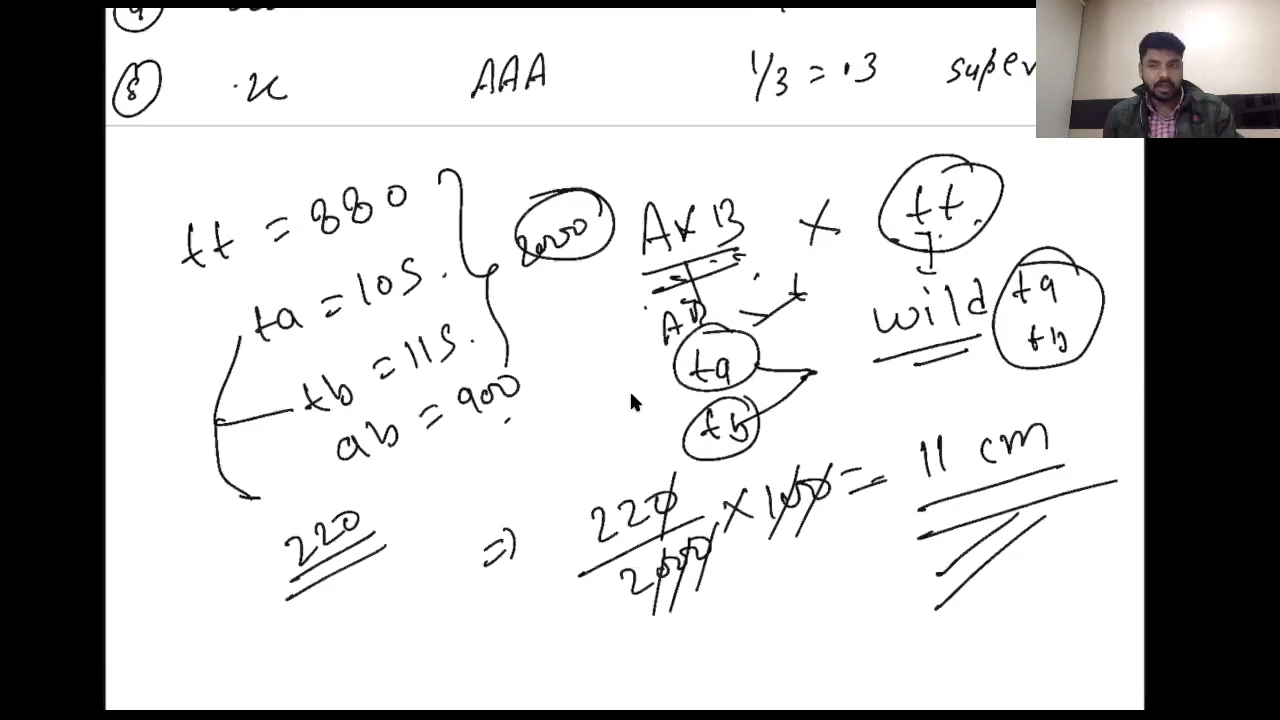 8 .x AAA 1/3 = .3 super
tt = 880
ta = 105.
tb = 115.
ab = 900
2000
A x B x tt
AB t
ta
tb
wild ta
tb
220 => 220/2000 x 100 = 11 cm